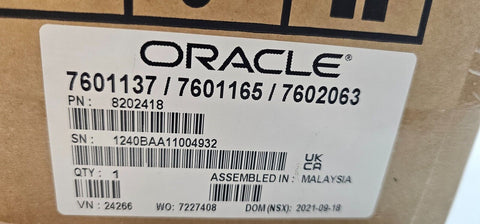 ORACLE
7601137 / 7601165 / 7602063
PN : 8202418
SN : 1240BAA11004932
UK
CA
QTY : 1
ASSEMBLED IN : MALAYSIA
VN : 24266 WO: 7227408 DOM (NSX): 2021-09-18